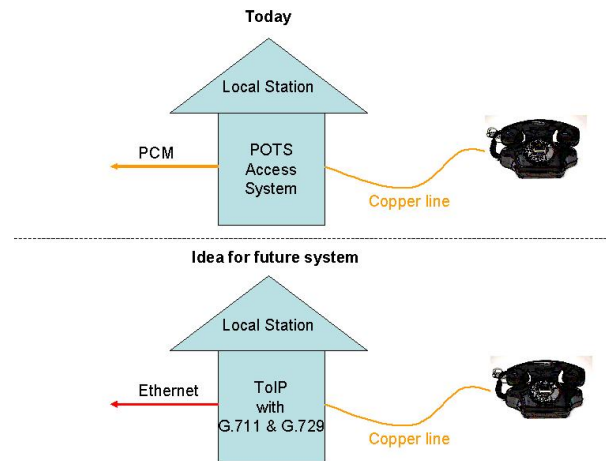 Today
Local Station
PCM
POTS
Access
System
Copper line
Idea for future system
Local Station
Ethernet
ToIP
with
G.711 & G.729
Copper line